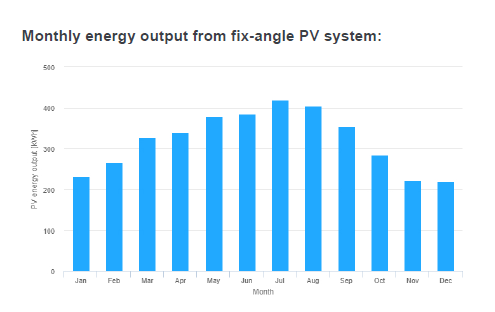 Monthly energy output from fix-angle PV system:
500
400
300
200
100
0
PV energy output [kWh]
Jan Feb Mar Apr May Jun Jul Aug Sep Oct Nov Dec
Month